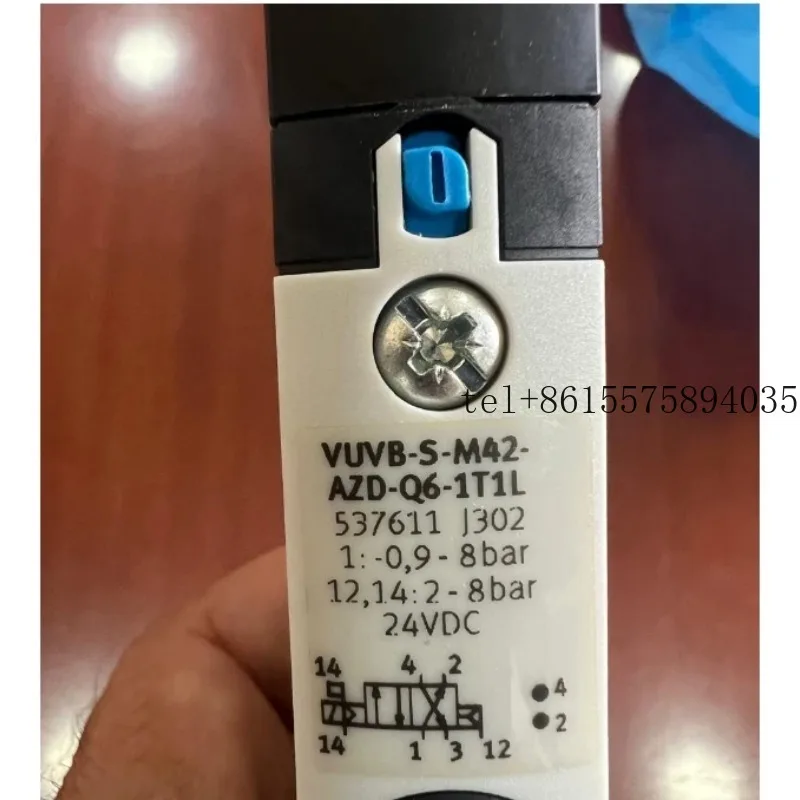 tel+8615575894035
VUVB-S-M42-
AZD-Q6-1T1L
537611 J302
1:-0,9-8bar
12,14:2-8bar
24VDC
14 4 2
4
2
14 1 3 12